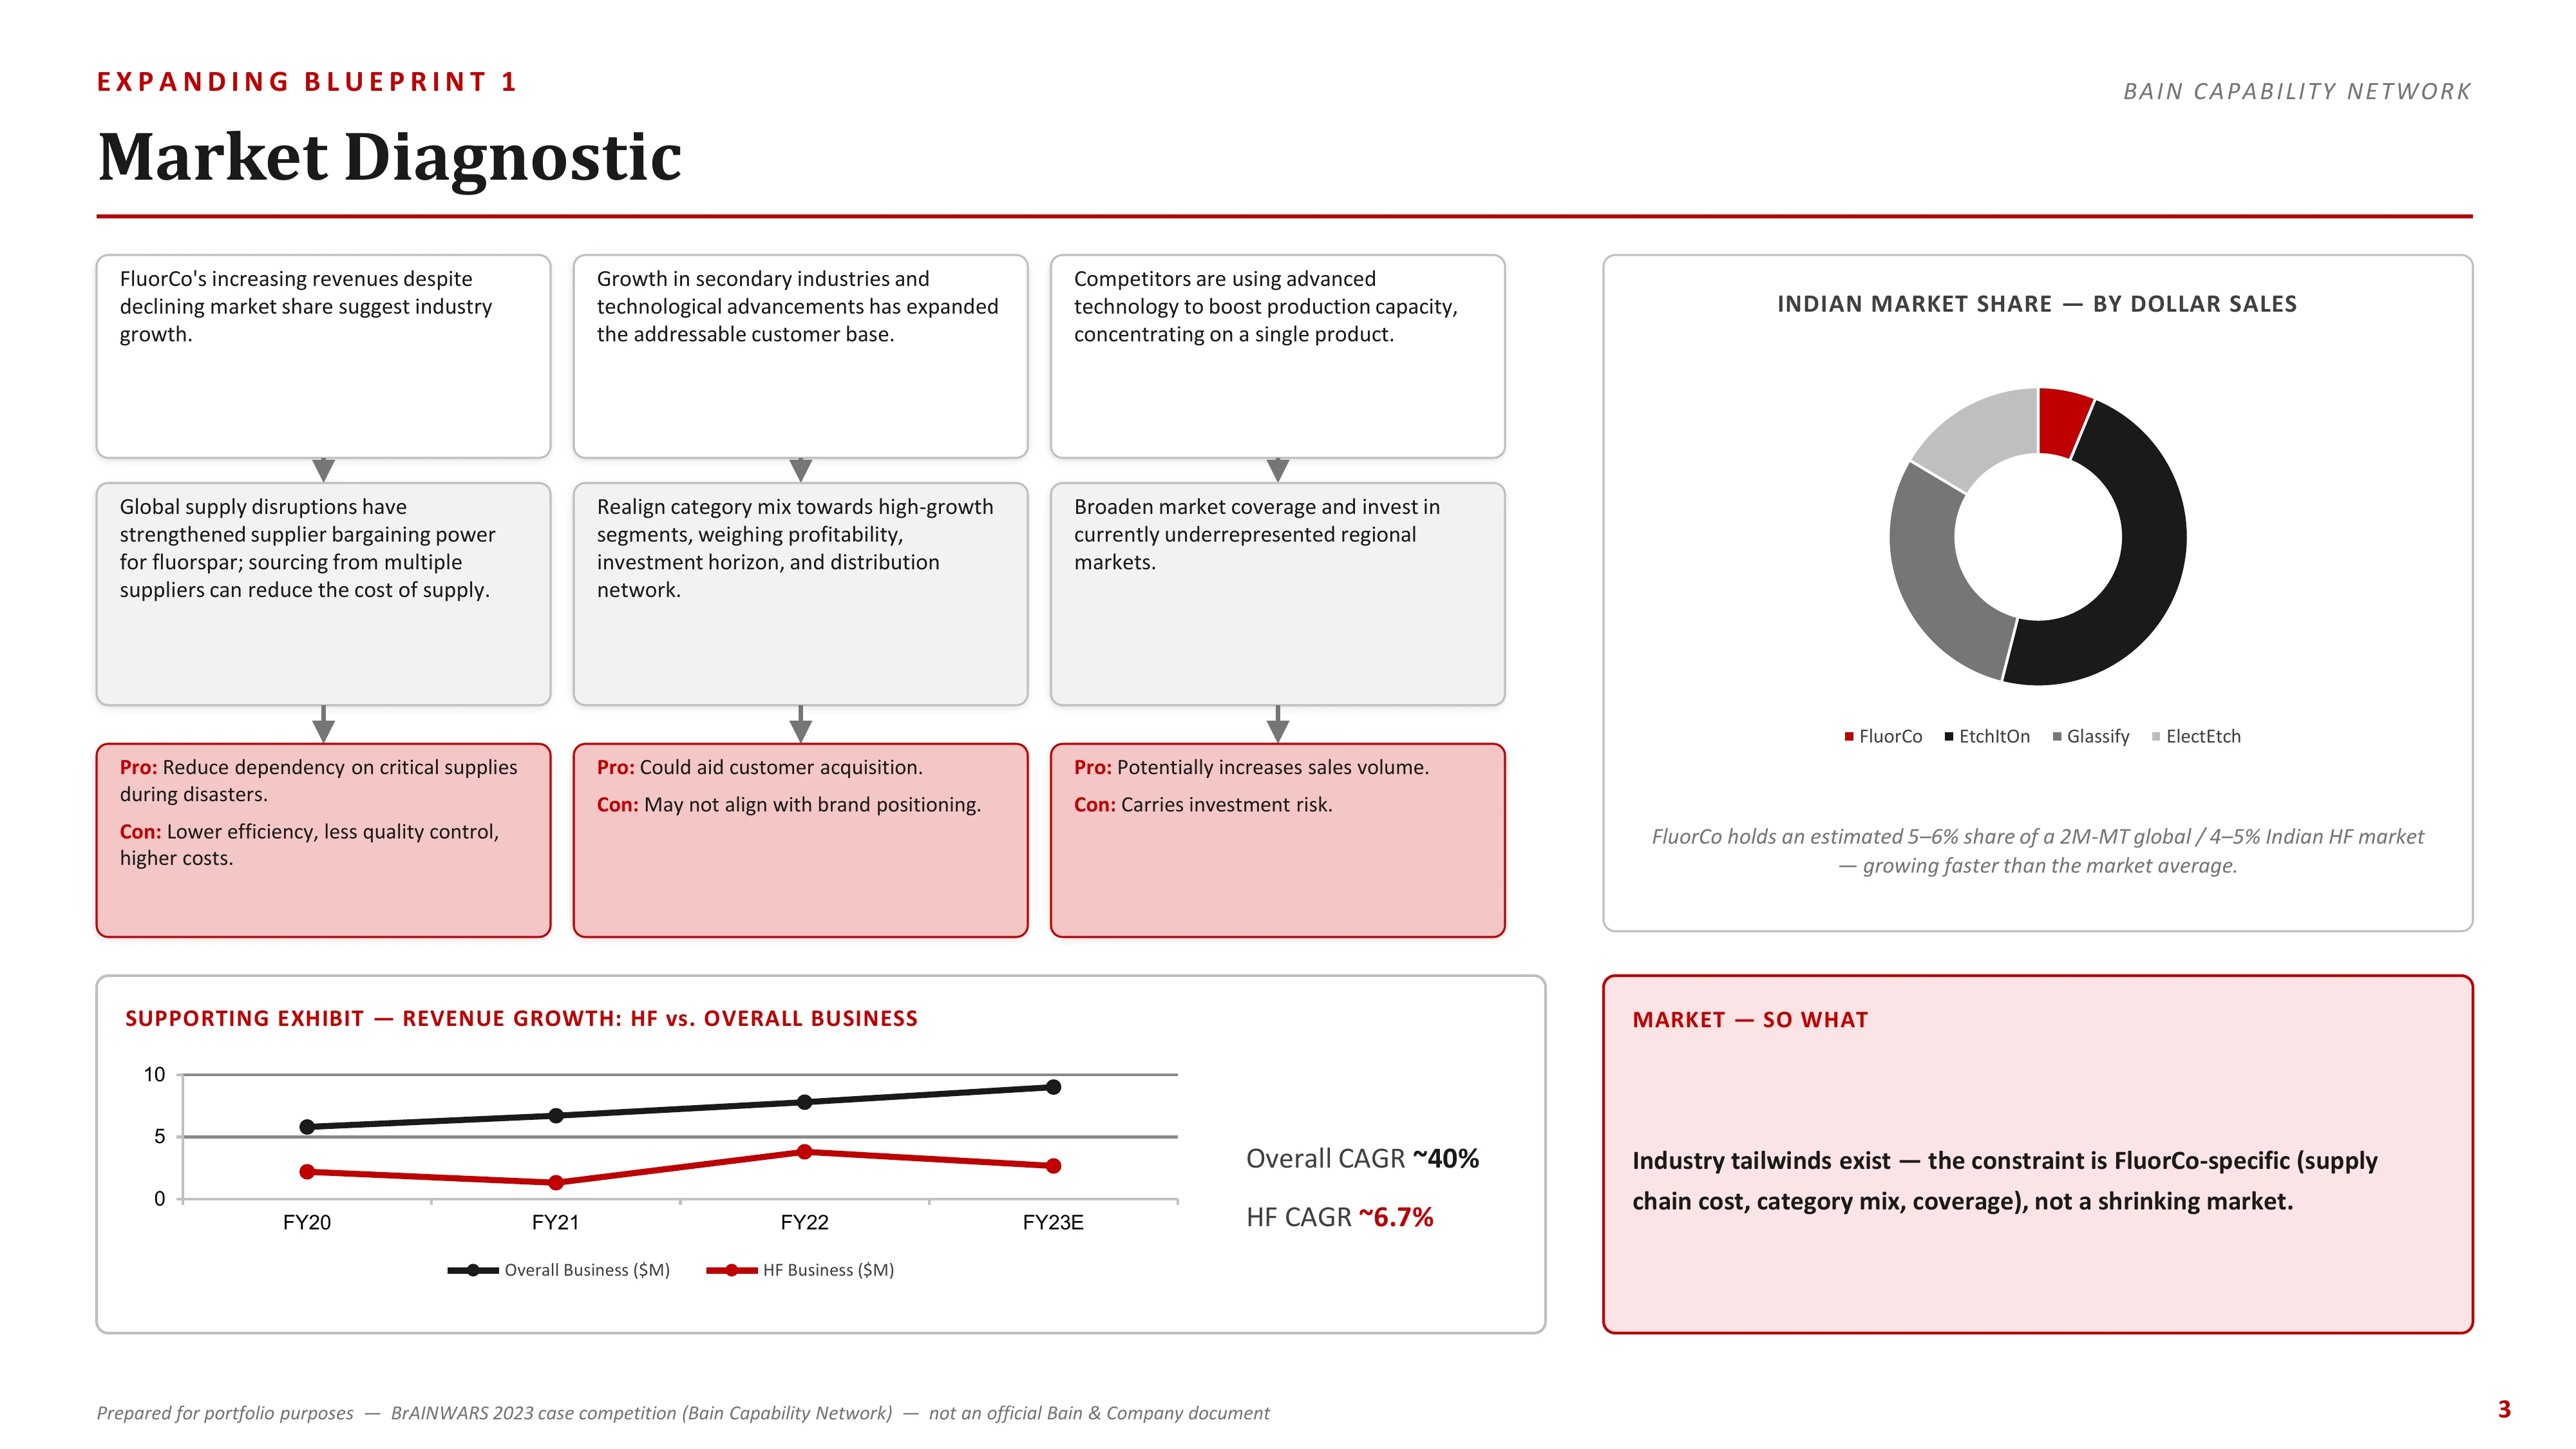 EXPANDING BLUEPRINT 1
BAIN CAPABILITY NETWORK
Market Diagnostic
FluorCo's increasing revenues despite
declining market share suggest industry
growth.
Growth in secondary industries and
technological advancements has expanded
the addressable customer base.
Competitors are using advanced
technology to boost production capacity,
concentrating on a single product.
Global supply disruptions have
strengthened supplier bargaining power
for fluorspar; sourcing from multiple
suppliers can reduce the cost of supply.
Realign category mix towards high-growth
segments, weighing profitability,
investment horizon, and distribution
network.
Broaden market coverage and invest in
currently underrepresented regional
markets.
Pro: Reduce dependency on critical supplies
during disasters.
Con: Lower efficiency, less quality control,
higher costs.
Pro: Could aid customer acquisition.
Con: May not align with brand positioning.
Pro: Potentially increases sales volume.
Con: Carries investment risk.
INDIAN MARKET SHARE — BY DOLLAR SALES
FluorCo
EtchItOn
Glassify
ElectEtch
FluorCo holds an estimated 5–6% share of a 2M-MT global / 4–5% Indian HF market
— growing faster than the market average.
SUPPORTING EXHIBIT — REVENUE GROWTH: HF vs. OVERALL BUSINESS
10
5
0
FY20
FY21
FY22
FY23E
Overall Business ($M)
HF Business ($M)
Overall CAGR ~40%
HF CAGR ~6.7%
MARKET — SO WHAT
Industry tailwinds exist — the constraint is FluorCo-specific (supply
chain cost, category mix, coverage), not a shrinking market.
Prepared for portfolio purposes — BrAINWARS 2023 case competition (Bain Capability Network) — not an official Bain & Company document
3